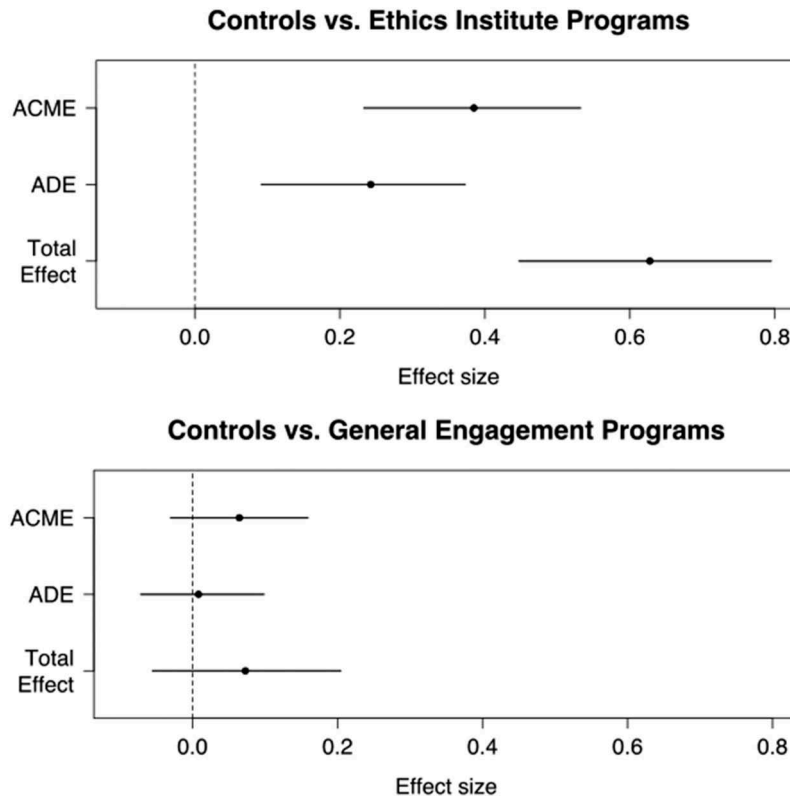 Controls vs. Ethics Institute Programs
ACME
ADE
Total
Effect
0.0 0.2 0.4 0.6 0.8
Effect size
Controls vs. General Engagement Programs
ACME
ADE
Total
Effect
0.0 0.2 0.4 0.6 0.8
Effect size